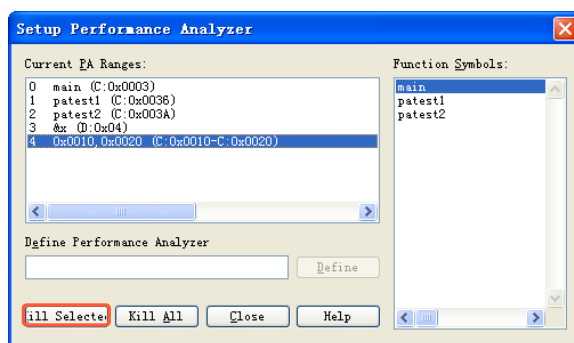 Setup Performance Analyzer
Current PA Ranges:
Function Symbols:
0 main (C:0x0003)
1 patest1 (C:0x0036)
2 patest2 (C:0x003A)
3 &x (D:0x04)
4 0x0010,0x0020 (C:0x0010-C:0x0020)
main
patest1
patest2
Define Performance Analyzer
Define
ill Selecte
Kill All
Close
Help